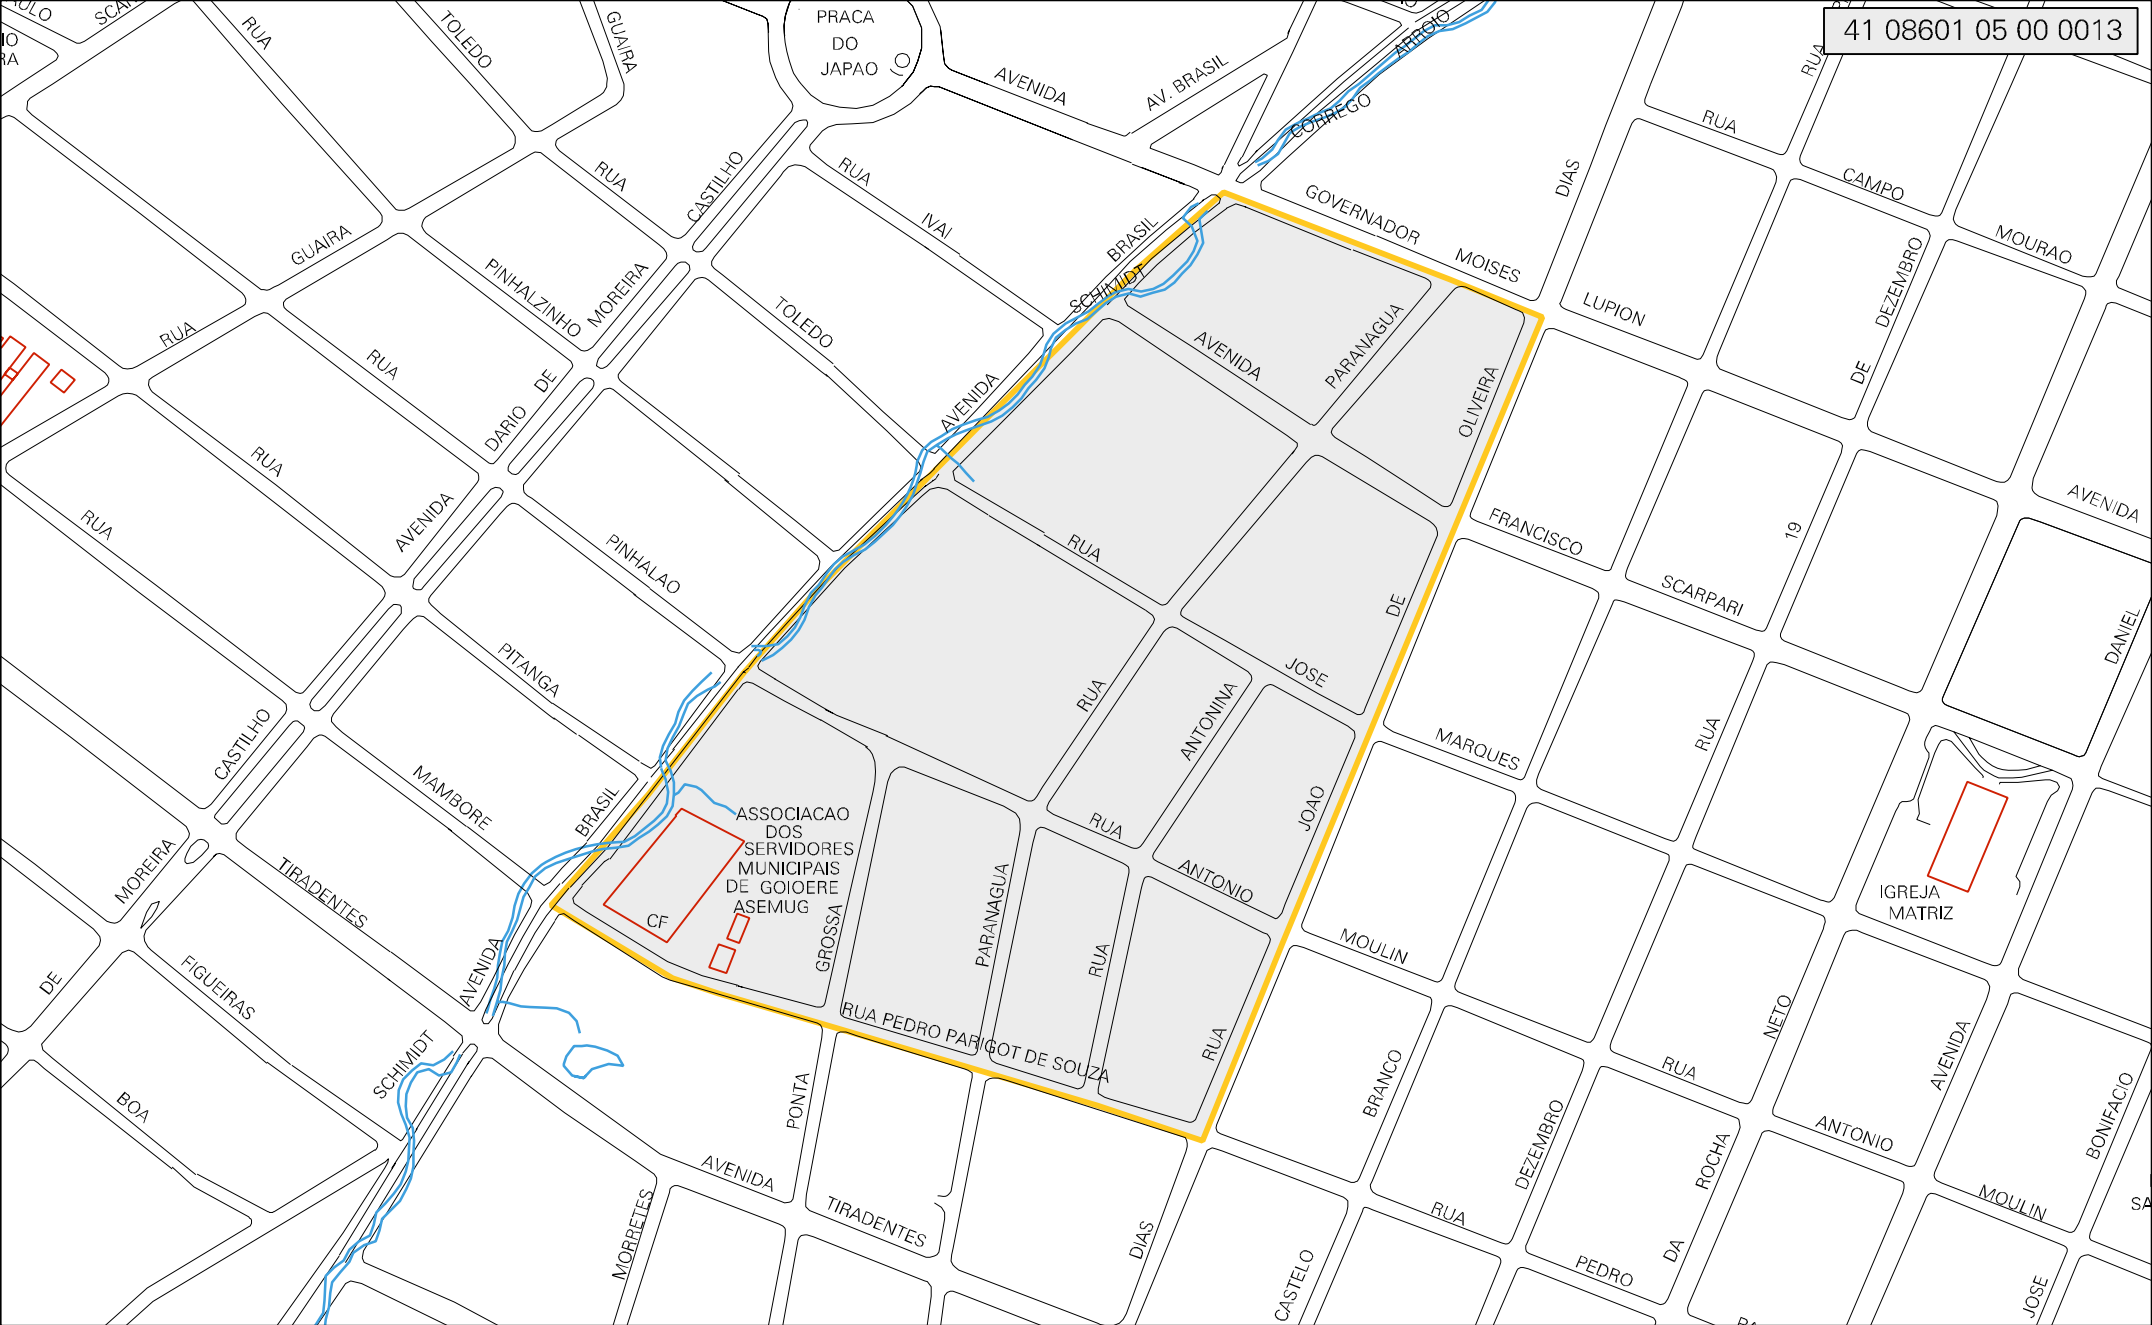 SCAR
RUA
TOLEDO
GUAIRA
PRACA
DO
JAPAO
AVENIDA
AV. BRASIL
ARROIO
CORREGO
41 08601 05 00 0013
RUA
RUA
CAMPO
MOURAO
DIAS
GOVERNADOR
MOISES
LUPION
DEZEMBRO
DE
RUA
CASTILHO
RUA
IVAI
BRASIL
SCHIMIDT
GUAIRA
PINHALZINHO
MOREIRA
TOLEDO
RUA
RUA
DARIO
DE
AVENIDA
AVENIDA
PARANAGUA
OLIVEIRA
RUA
RUA
AVENIDA
PINHALAO
RUA
FRANCISCO
SCARPARI
19
AVENIDA
DANIEL
DE
JOSE
ANTONINA
RUA
PITANGA
CASTILHO
MAMBORE
BRASIL
MARQUES
RUA
JOAO
RUA
ANTONIO
ASSOCIACAO
DOS
SERVIDORES
MUNICIPAIS
DE GOIOERE
ASEMUG
CF
GROSSA
PARANAGUA
RUA
RUA
RUA PEDRO PARIGOT DE SOUZA
MOREIRA
TIRADENTES
DE
FIGUEIRAS
AVENIDA
SCHIMIDT
BOA
PONTA
AVENIDA
TIRADENTES
MORRETES
DIAS
MOULIN
BRANCO
IGREJA
MATRIZ
NETO
RUA
AVENIDA
ANTONIO
BONIFACIO
DEZEMBRO
ROCHA
RUA
PEDRO
DA
MOULIN
CASTELO
JOSE
SA